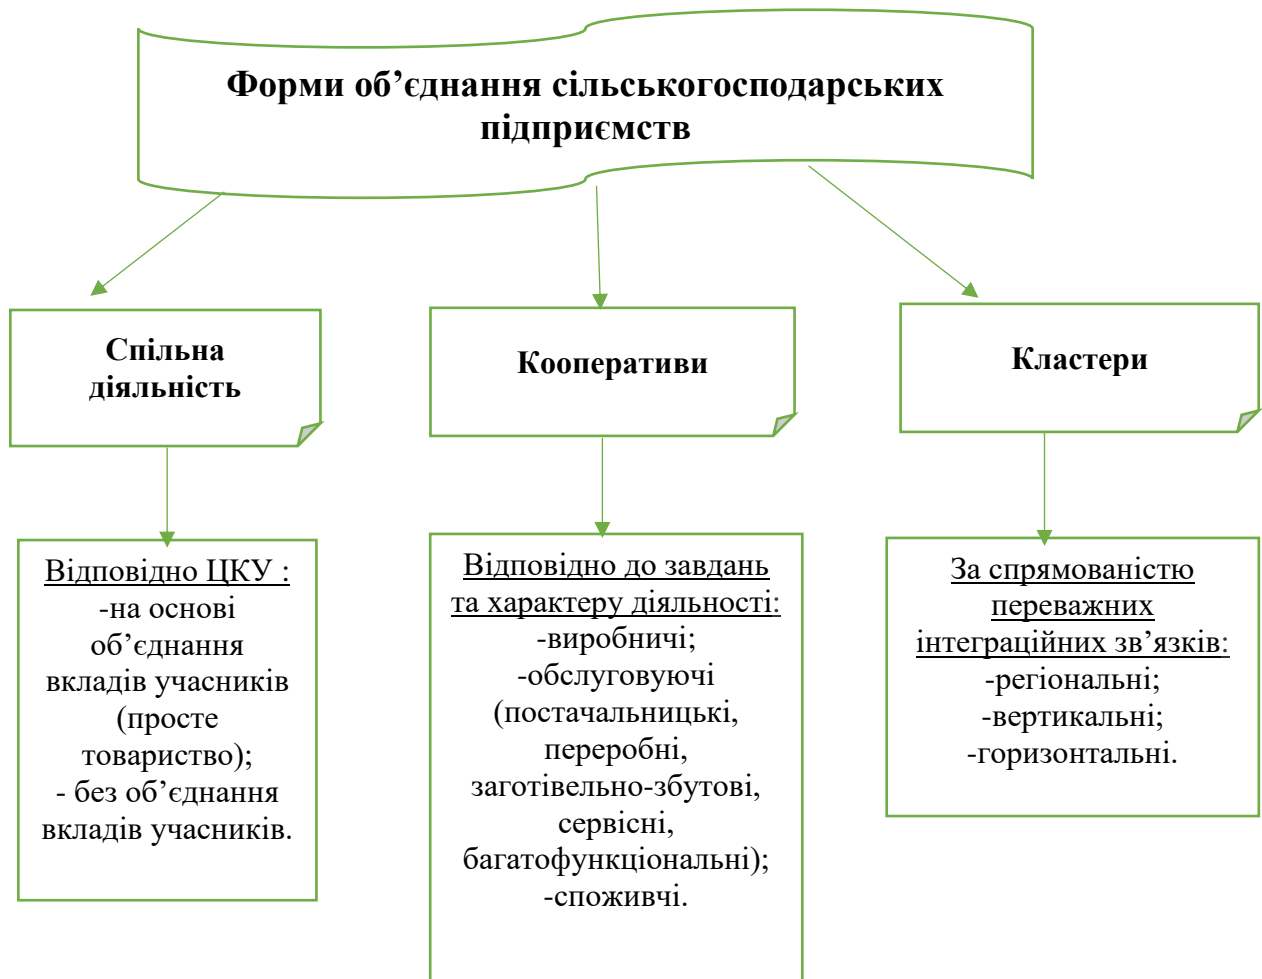 Форми об’єднання сільськогосподарських
підприємств
Спільна
діяльність
Кооперативи
Кластери
Відповідно ЦКУ :
-на основі
об’єднання
вкладів учасників
(просте
товариство);
- без об’єднання
вкладів учасників.
Відповідно до завдань
та характеру діяльності:
-виробничі;
-обслуговуючі
(постачальницькі,
переробні,
заготівельно-збутові,
сервісні,
багатофункціональні);
-споживчі.
За спрямованістю
переважних
інтеграційних зв’язків:
-регіональні;
-вертикальні;
-горизонтальні.